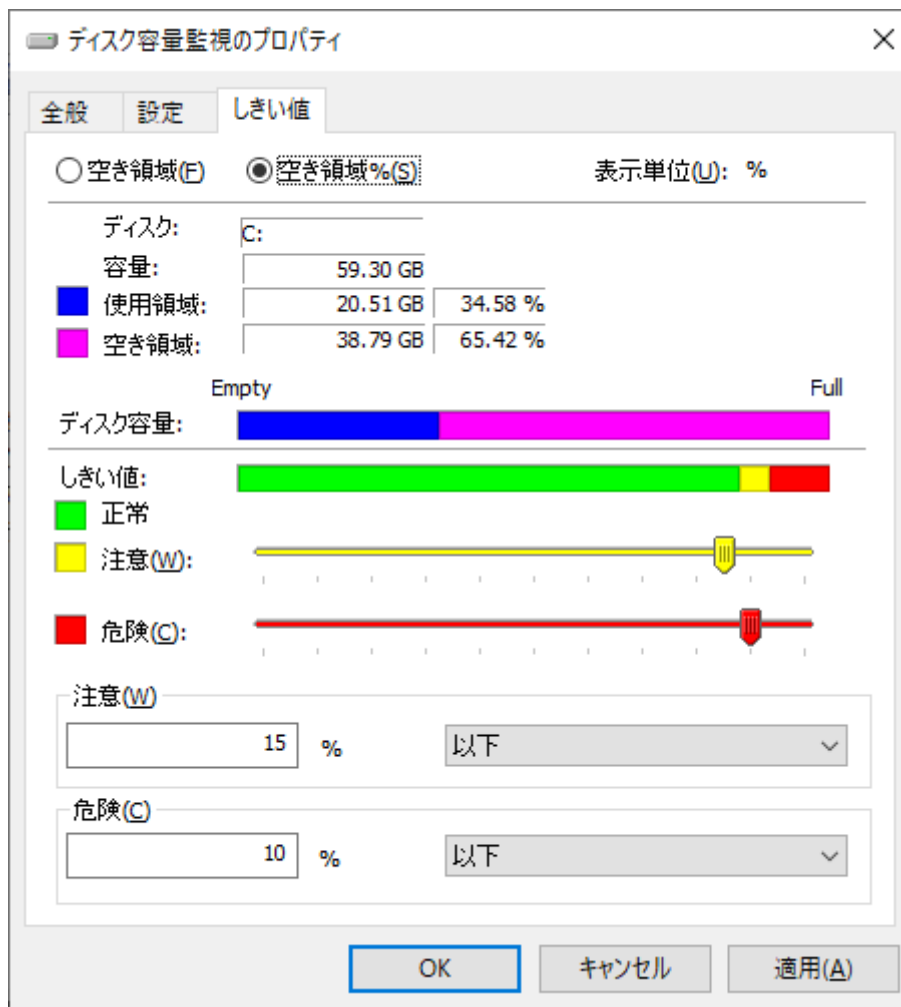 ディスク容量監視のプロパティ
全般 設定 しきい値
空き領域(F) 空き領域%(S) 表示単位(U): %
ディスク: C:
容量: 59.30 GB
使用領域: 20.51 GB 34.58 %
空き領域: 38.79 GB 65.42 %
Empty Full
ディスク容量:
しきい値:
正常
注意(W):
危険(C):
注意(W)
15 % 以下
危険(C)
10 % 以下
OK キャンセル 適用(A)